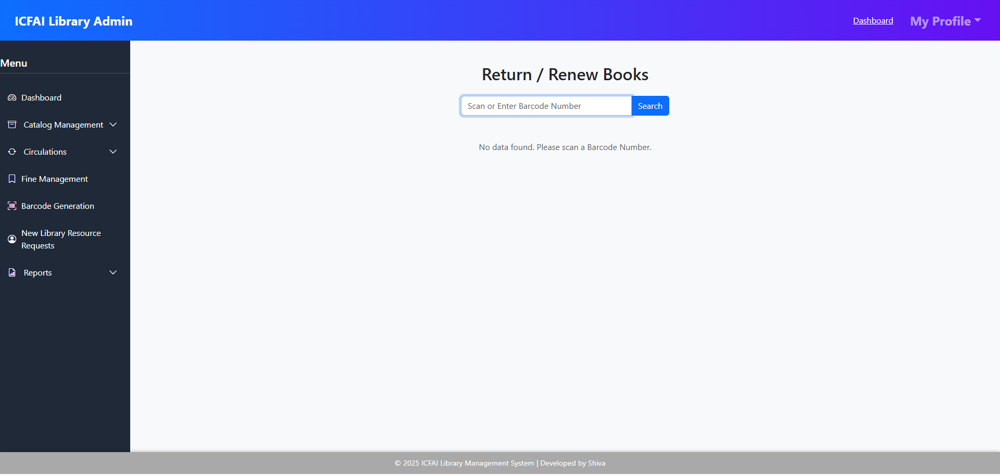 ICFAI Library Admin
Dashboard
My Profile
Menu
Dashboard
Catalog Management
Circulations
Fine Management
Barcode Generation
New Library Resource
Requests
Reports
Return / Renew Books
Scan or Enter Barcode Number
Search
No data found. Please scan a Barcode Number.
© 2025 ICFAI Library Management System | Developed by Shiva